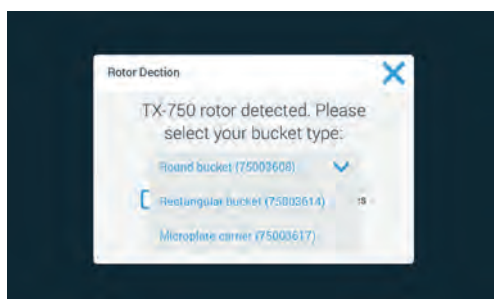 Rotor Dection
TX-750 rotor detected. Please
select your bucket type:
Round bucket (75003608)
Rectangular bucket (75003614)
Microplate carrier (75003617)